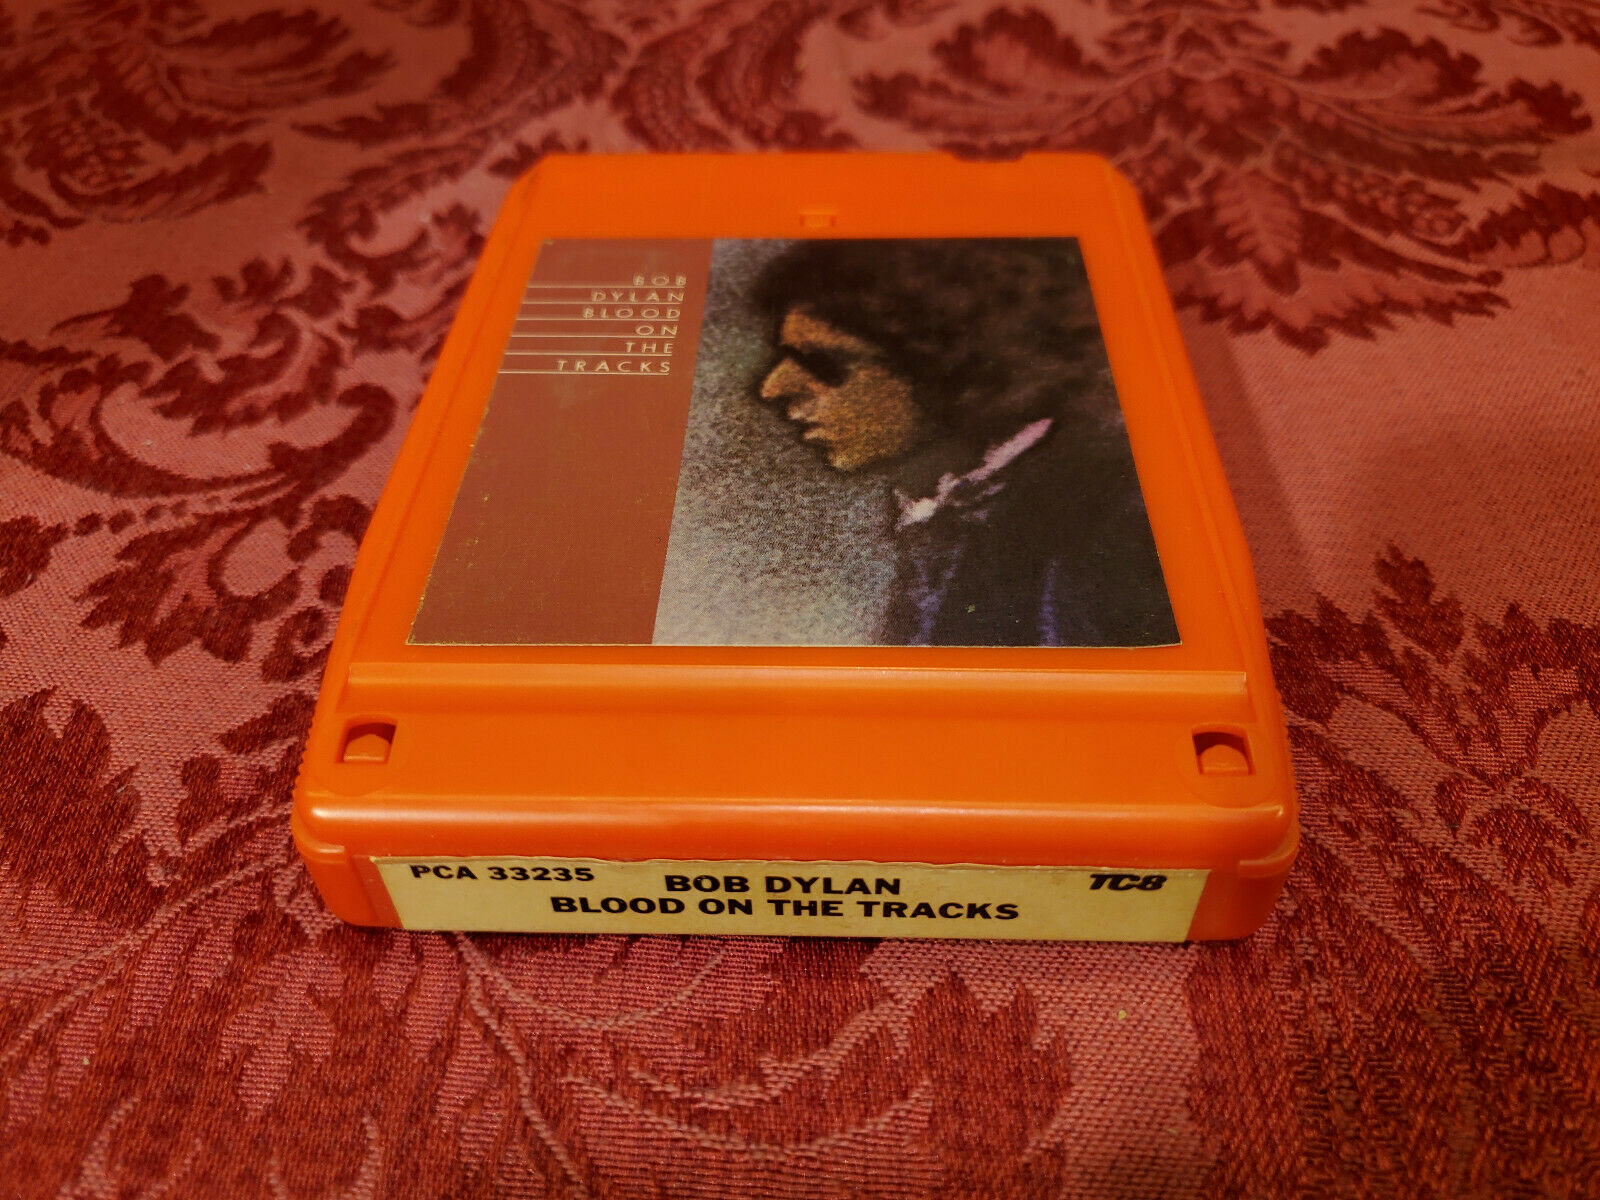 BOB
DYLAN
BLOOD
ON
THE
TRACKS
PCA 33235
BOB DYLAN
TC8
BLOOD ON THE TRACKS